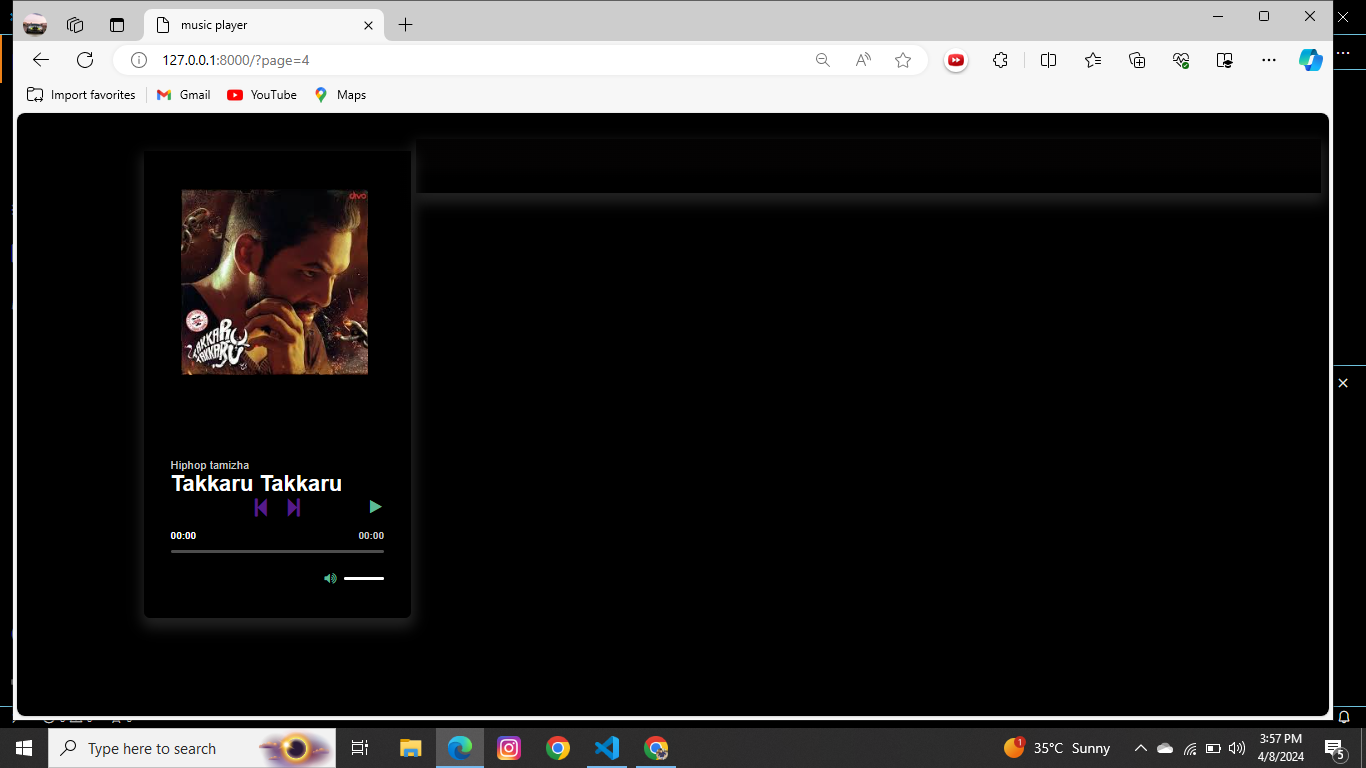 music player
127.0.0.1:8000/?page=4
Import favorites
Gmail
YouTube
Maps
divo
TAKKARU
TAKKARU
Hiphop tamizha
Takkaru Takkaru
00:00
00:00
Type here to search
1
35°C Sunny
3:57 PM
4/8/2024
5